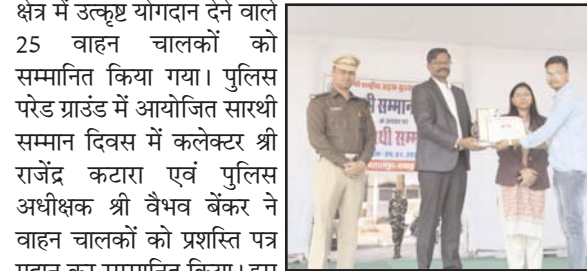 क्षेत्र में उत्कृष्ट योगदान देने वाले
25 वाहन चालकों को
सम्मानित किया गया। पुलिस
परेड ग्राउंड में आयोजित सारथी
सम्मान दिवस में कलेक्टर श्री
राजेंद्र कटारा एवं पुलिस
अधीक्षक श्री वैभव बेंकर ने
वाहन चालकों को प्रशस्ति पत्र
सम्मान